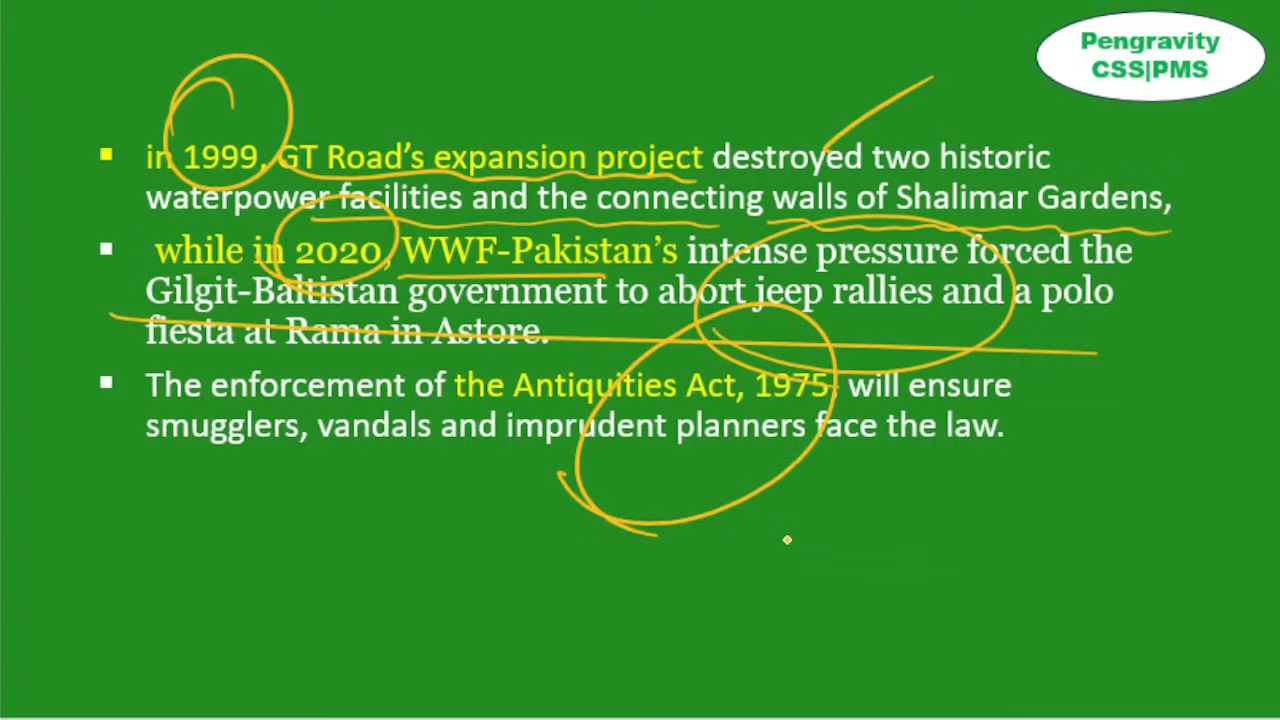 Pengravity
CSS|PMS
in 1999, GT Road's expansion project destroyed two historic
waterpower facilities and the connecting walls of Shalimar Gardens,
while in 2020, WWF-Pakistan's intense pressure forced the
Gilgit-Baltistan government to abort jeep rallies and a polo
fiesta at Rama in Astore.
The enforcement of the Antiquities Act, 1975, will ensure
smugglers, vandals and imprudent planners face the law.